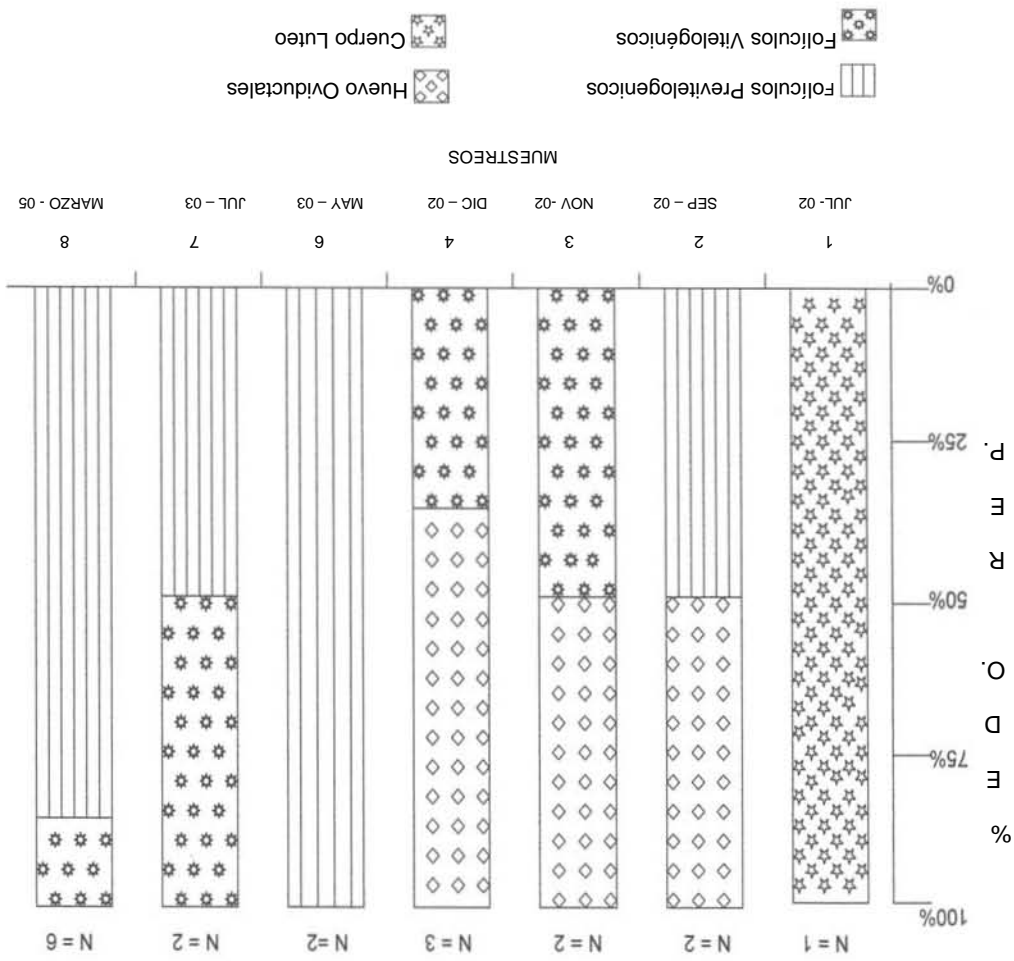 N = 1 N = 2 N = 2 N = 3 N =2 N = 2 N = 6
100%
75%
50%
25%
0%
% E D O. R E P.
1 2 3 4 6 7 8
JUL- 02 SEP – 02 NOV -02 DIC – 02 MAY – 03 JUL – 03 MARZO - 05
MUESTREOS
Folículos Previtelogenicos Huevo Oviductales
Folículos Vitelogénicos Cuerpo Luteo